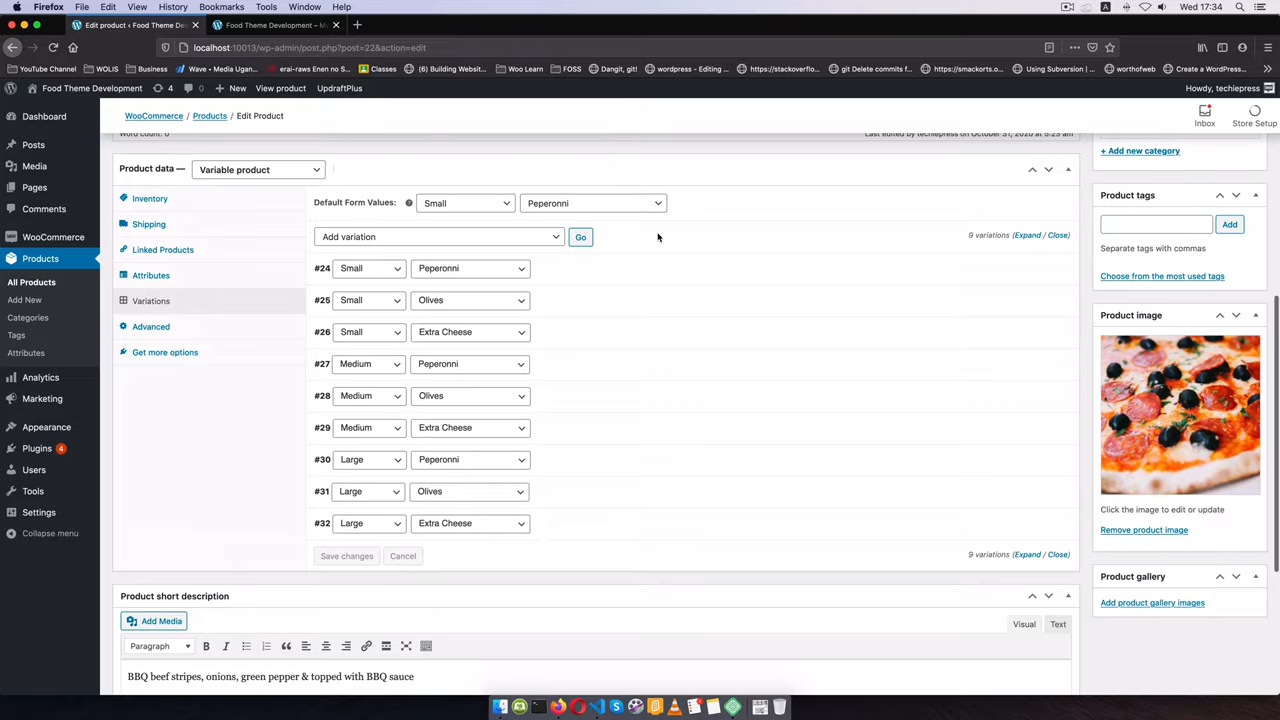 Firefox File Edit View History Bookmarks Tools Window Help
Wed 17:34
Edit product ‹ Food Theme Dev
Food Theme Development – M
localhost:10013/wp-admin/post.php?post=22&action=edit
YouTube Channel WOLIS Business Wave • Media Ugan… erai-raws Enen no S… Classes (6) Building Websit… Woo Learn FOSS Dangit, git! wordpress - Editing … https://stackoverflo… git Delete commits f… https://smackorts.o… Using Subversion | … worthofweb Create a WordPress…
Food Theme Development 4 0 New View product UpdraftPlus
Howdy, techiepress
WooCommerce / Products / Edit Product
Inbox
Store Setup
Dashboard
Posts
Media
Pages
Comments
WooCommerce
Products
All Products
Add New
Categories
Tags
Attributes
Analytics
Marketing
Appearance
Plugins 4
Users
Tools
Settings
Collapse menu
Word count: 0
Last edited by techiepress on October 31, 2020 at 5:23 am
Product data — Variable product
Inventory
Shipping
Linked Products
Attributes
Variations
Advanced
Get more options
Default Form Values: Small Peperonni
Add variation Go
9 variations (Expand / Close)
#24 Small Peperonni
#25 Small Olives
#26 Small Extra Cheese
#27 Medium Peperonni
#28 Medium Olives
#29 Medium Extra Cheese
#30 Large Peperonni
#31 Large Olives
#32 Large Extra Cheese
Save changes Cancel
9 variations (Expand / Close)
Product short description
Add Media
Visual Text
Paragraph
BBQ beef stripes, onions, green pepper & topped with BBQ sauce
+ Add new category
Product tags
Add
Separate tags with commas
Choose from the most used tags
Product image
Click the image to edit or update
Remove product image
Product gallery
Add product gallery images